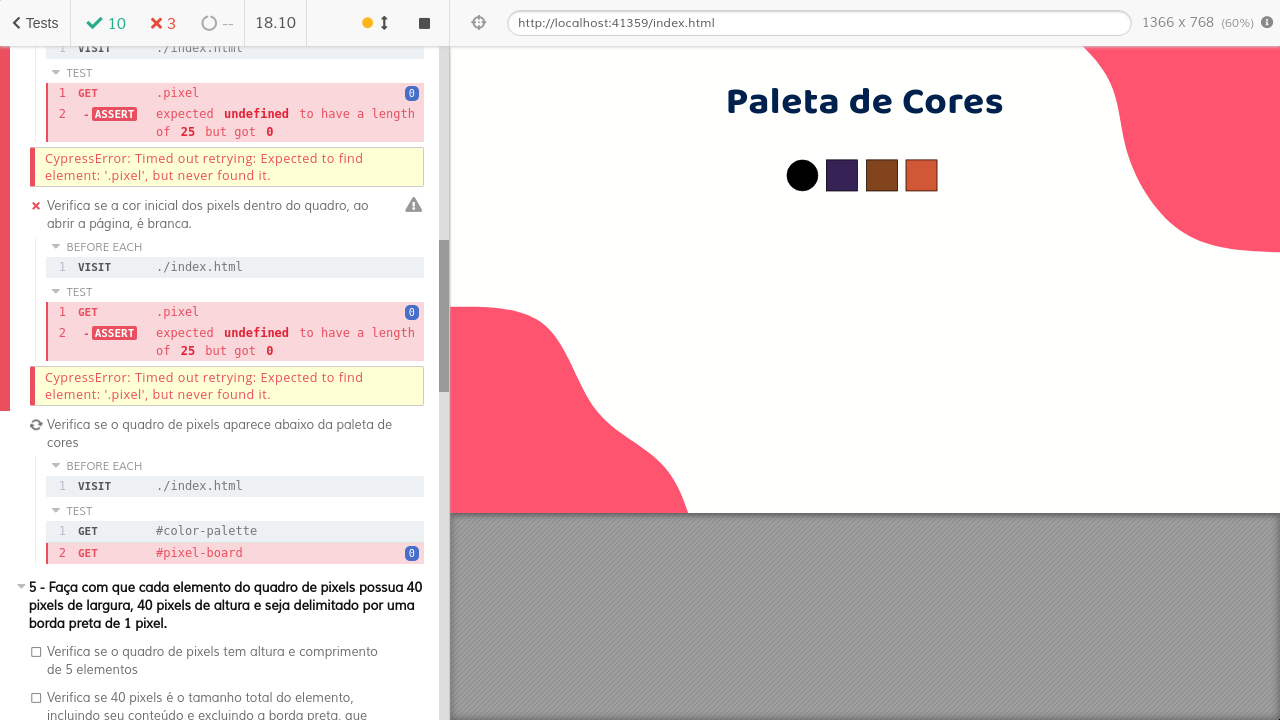 Tests 10 3 -- 18.10
http://localhost:41359/index.html 1366 x 768 (60%)
1 VISIT ./index.html
TEST
1 GET .pixel 0
2 - ASSERT expected undefined to have a length
of 25 but got 0
CypressError: Timed out retrying: Expected to find
element: '.pixel', but never found it.
Verifica se a cor inicial dos pixels dentro do quadro, ao
abrir a página, é branca.
BEFORE EACH
1 VISIT ./index.html
TEST
1 GET .pixel 0
2 - ASSERT expected undefined to have a length
of 25 but got 0
CypressError: Timed out retrying: Expected to find
element: '.pixel', but never found it.
Verifica se o quadro de pixels aparece abaixo da paleta de
cores
BEFORE EACH
1 VISIT ./index.html
TEST
1 GET #color-palette
2 GET #pixel-board 0
5 - Faça com que cada elemento do quadro de pixels possua 40
pixels de largura, 40 pixels de altura e seja delimitado por uma
borda preta de 1 pixel.
Verifica se o quadro de pixels tem altura e comprimento
de 5 elementos
Verifica se 40 pixels é o tamanho total do elemento,
incluindo seu conteúdo e excluindo a borda preta, que
Paleta de Cores